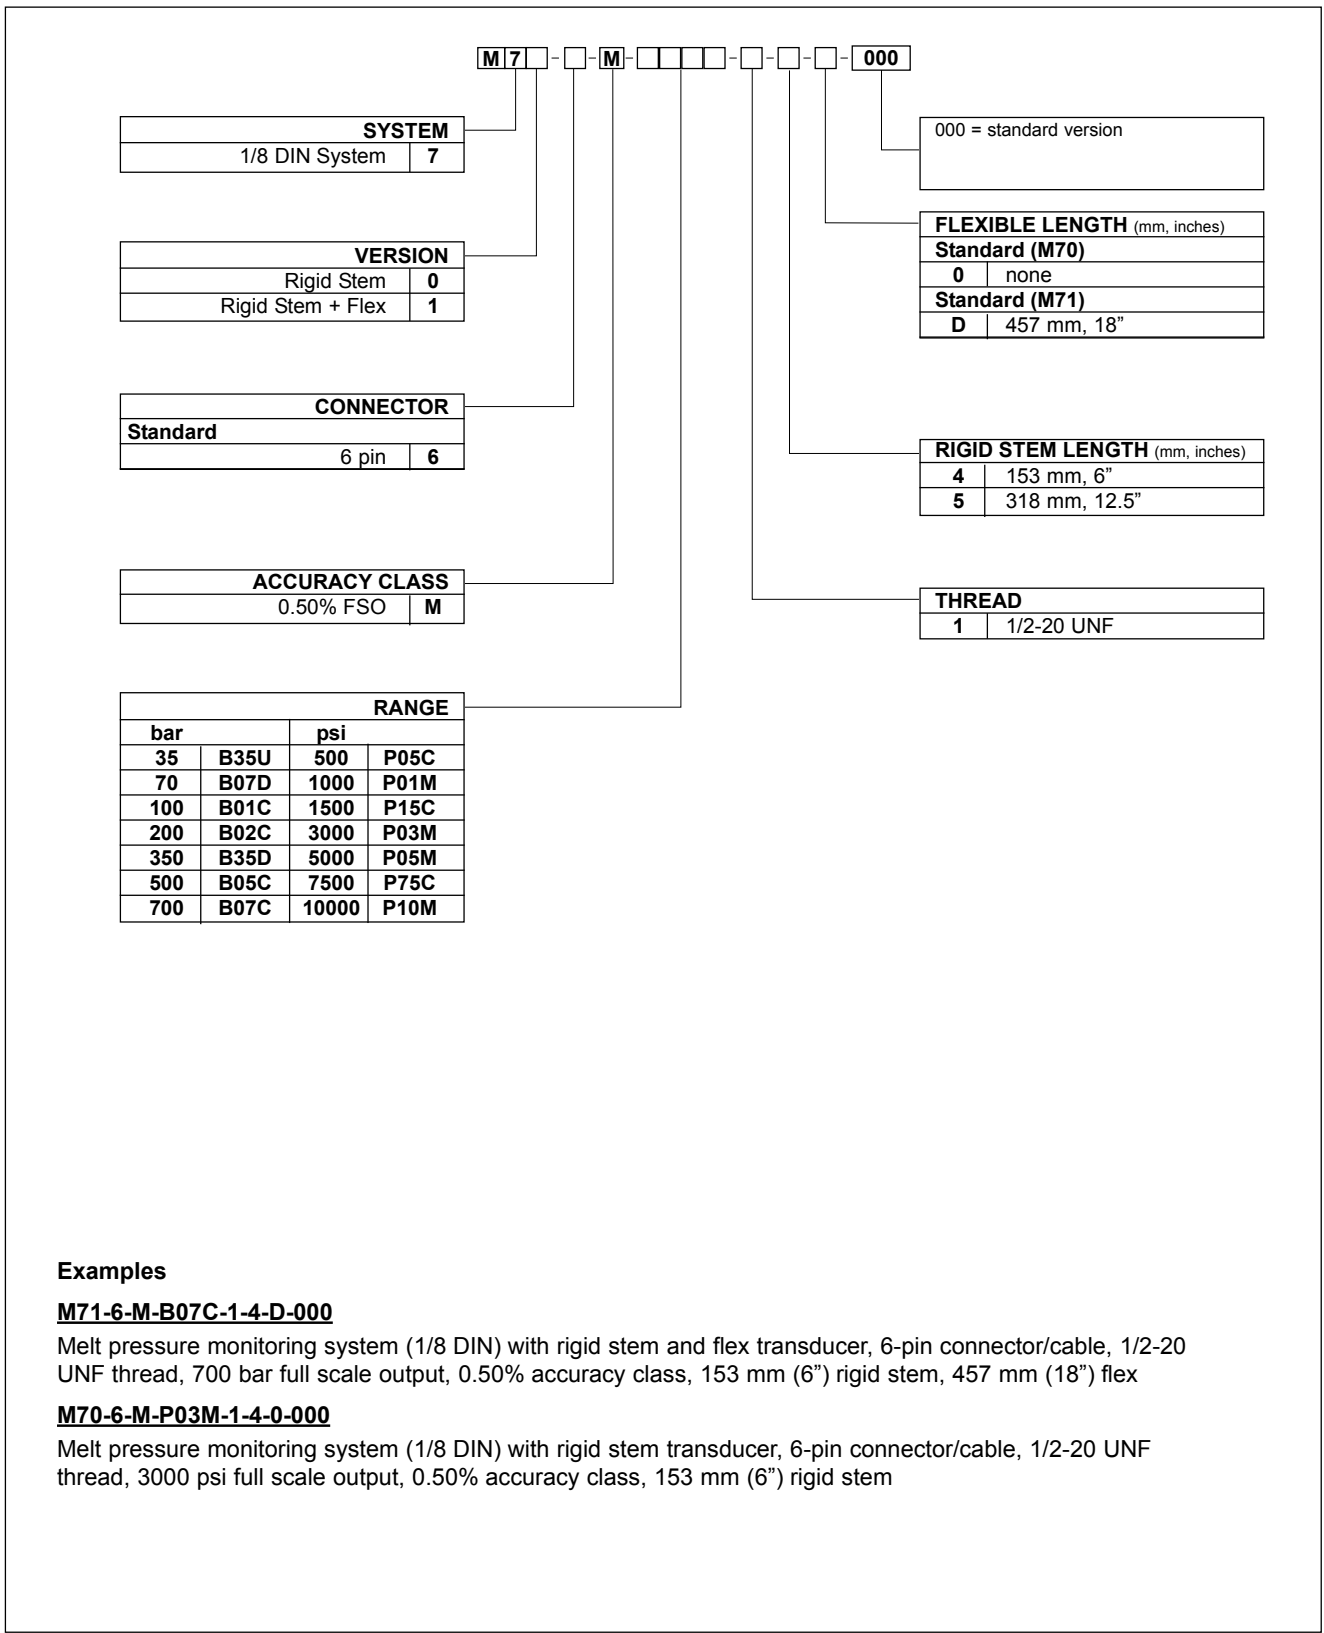 M 7 - - M - - - - - 000
SYSTEM
1/8 DIN System 7
VERSION
Rigid Stem 0
Rigid Stem + Flex 1
CONNECTOR
Standard
6 pin 6
ACCURACY CLASS
0.50% FSO M
RANGE
bar psi
35 B35U 500 P05C
70 B07D 1000 P01M
100 B01C 1500 P15C
200 B02C 3000 P03M
350 B35D 5000 P05M
500 B05C 7500 P75C
700 B07C 10000 P10M
000 = standard version
FLEXIBLE LENGTH (mm, inches)
Standard (M70)
0 none
Standard (M71)
D 457 mm, 18”
RIGID STEM LENGTH (mm, inches)
4 153 mm, 6”
5 318 mm, 12.5”
THREAD
1 1/2-20 UNF
Examples
M71-6-M-B07C-1-4-D-000
Melt pressure monitoring system (1/8 DIN) with rigid stem and flex transducer, 6-pin connector/cable, 1/2-20
UNF thread, 700 bar full scale output, 0.50% accuracy class, 153 mm (6”) rigid stem, 457 mm (18”) flex
M70-6-M-P03M-1-4-0-000
Melt pressure monitoring system (1/8 DIN) with rigid stem transducer, 6-pin connector/cable, 1/2-20 UNF
thread, 3000 psi full scale output, 0.50% accuracy class, 153 mm (6”) rigid stem